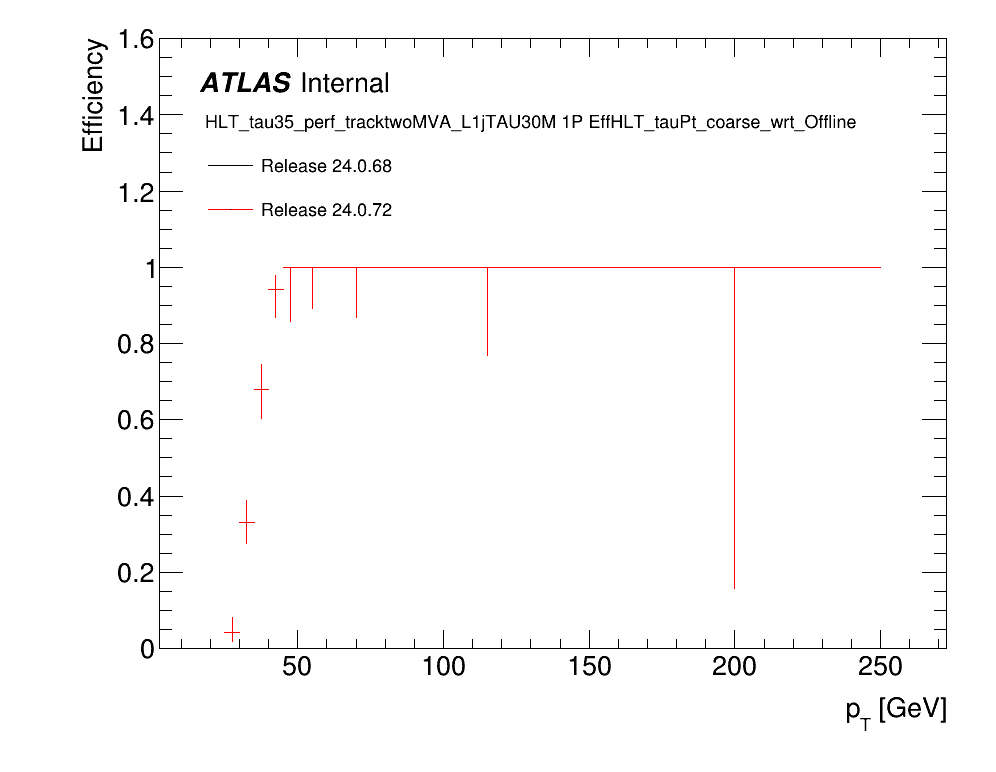 Efficiency
1.6
1.4
1.2
1
0.8
0.6
0.4
0.2
0
ATLAS Internal
HLT_tau35_perf_tracktwoMVA_L1jTAU30M 1P EffHLT_tauPt_coarse_wrt_Offline
Release 24.0.68
Release 24.0.72
50 100 150 200 250
p_T [GeV]